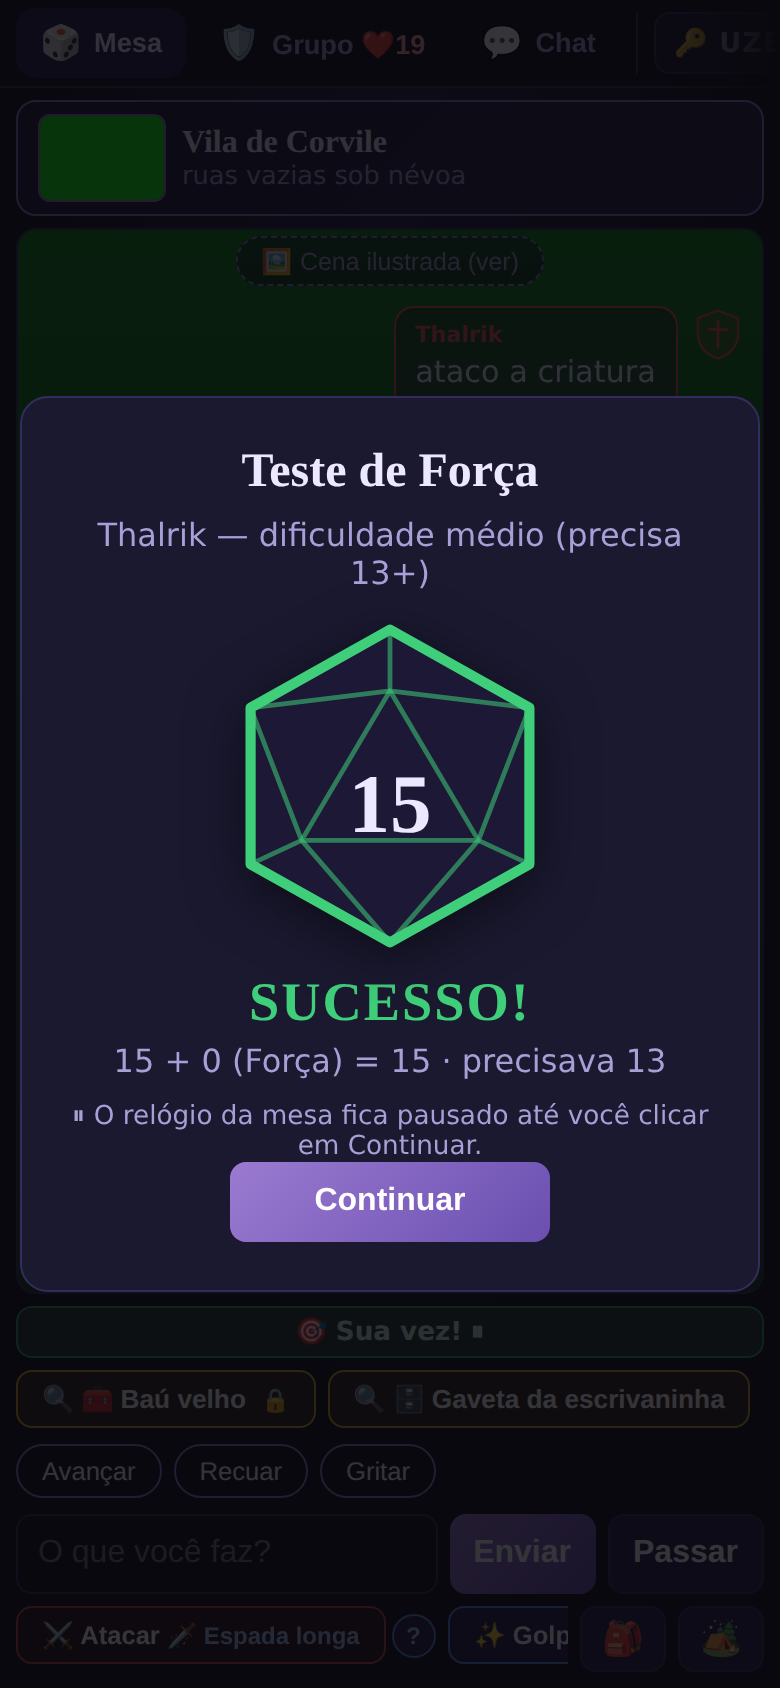 Mesa
Grupo 19
Chat
Vila de Corvile
ruas vazias sob névoa
Cena ilustrada (ver)
Thalrik
ataco a criatura
Teste de Força
Thalrik — dificuldade médio (precisa
13+)
15
SUCESSO!
15 + 0 (Força) = 15 · precisava 13
O relógio da mesa fica pausado até você clicar
em Continuar.
Continuar
Sua vez!
Baú velho
Gaveta da escrivaninha
Avançar
Recuar
Gritar
O que você faz?
Enviar
Passar
Atacar Espada longa
?
Golp